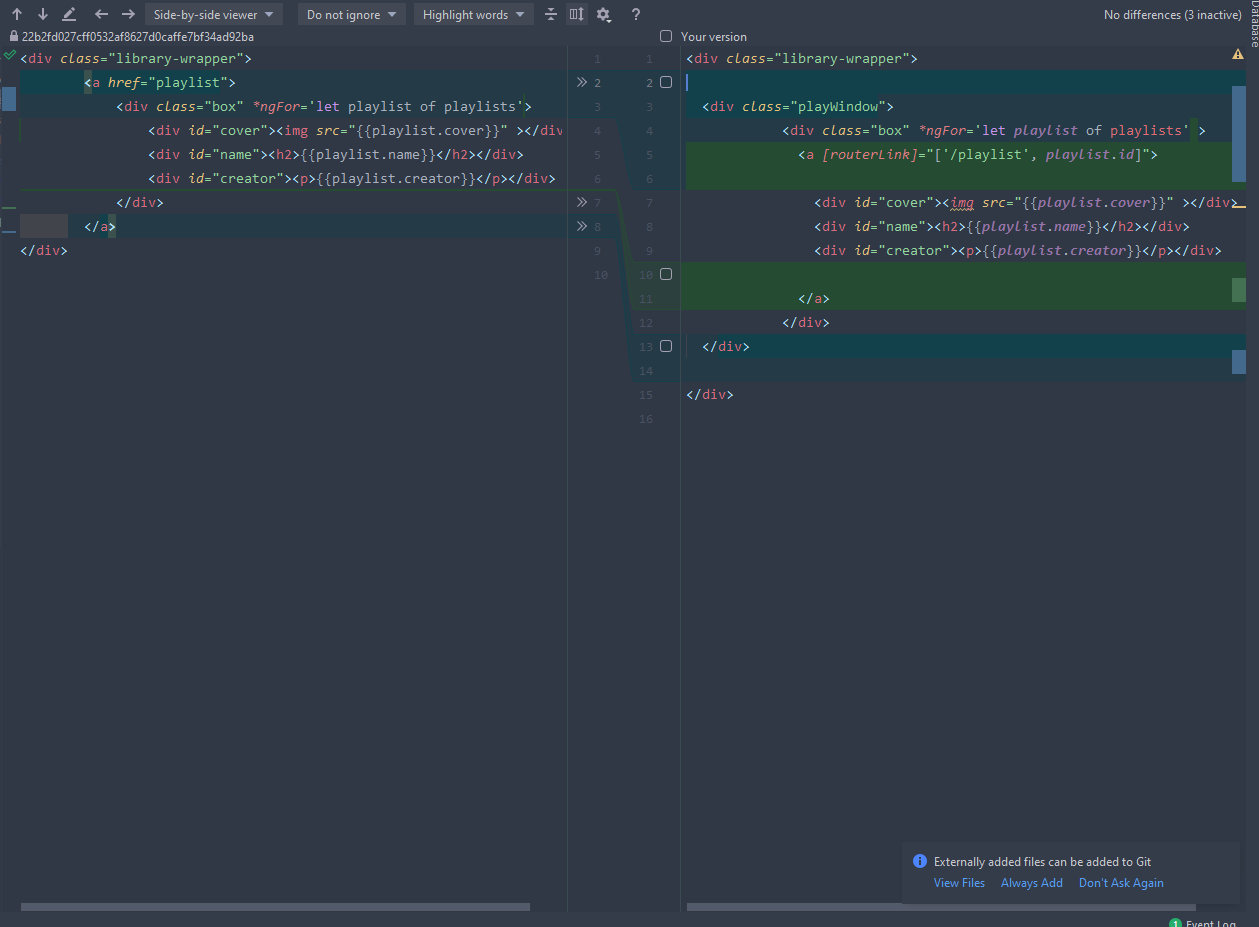 Side-by-side viewer Do not ignore Highlight words ? No differences (3 inactive)
Database
22b2fd027cff0532af8627d0caffe7bf34ad92ba
Your version
<div class="library-wrapper">
<a href="playlist">
<div class="box" *ngFor='let playlist of playlists'>
<div id="cover"><img src="{{playlist.cover}}" ></div
<div id="name"><h2>{{playlist.name}}</h2></div>
<div id="creator"><p>{{playlist.creator}}</p></div>
</div>
</a>
</div>
1
2
3
4
5
6
7
8
9
10
1
2
3
4
5
6
7
8
9
10
11
12
13
14
15
16
<div class="library-wrapper">
<div class="playWindow">
<div class="box" *ngFor='let playlist of playlists' >
<a [routerLink]="['/playlist', playlist.id]">
<div id="cover"><img src="{{playlist.cover}}" ></div>
<div id="name"><h2>{{playlist.name}}</h2></div>
<div id="creator"><p>{{playlist.creator}}</p></div>
</a>
</div>
</div>
</div>
Externally added files can be added to Git
View Files Always Add Don't Ask Again
1 Event Log